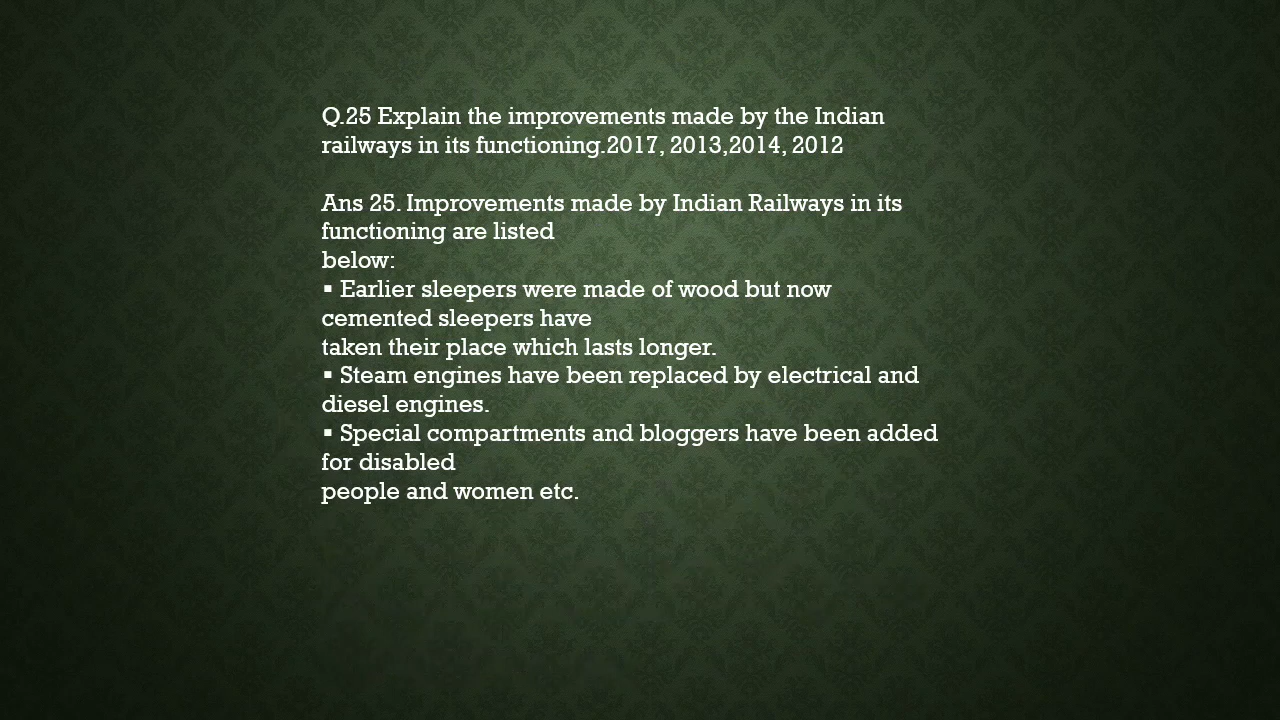 Q.25 Explain the improvements made by the Indian
railways in its functioning.2017, 2013,2014, 2012
Ans 25. Improvements made by Indian Railways in its
functioning are listed
below:
▪ Earlier sleepers were made of wood but now
cemented sleepers have
taken their place which lasts longer.
▪ Steam engines have been replaced by electrical and
diesel engines.
▪ Special compartments and bloggers have been added
for disabled
people and women etc.